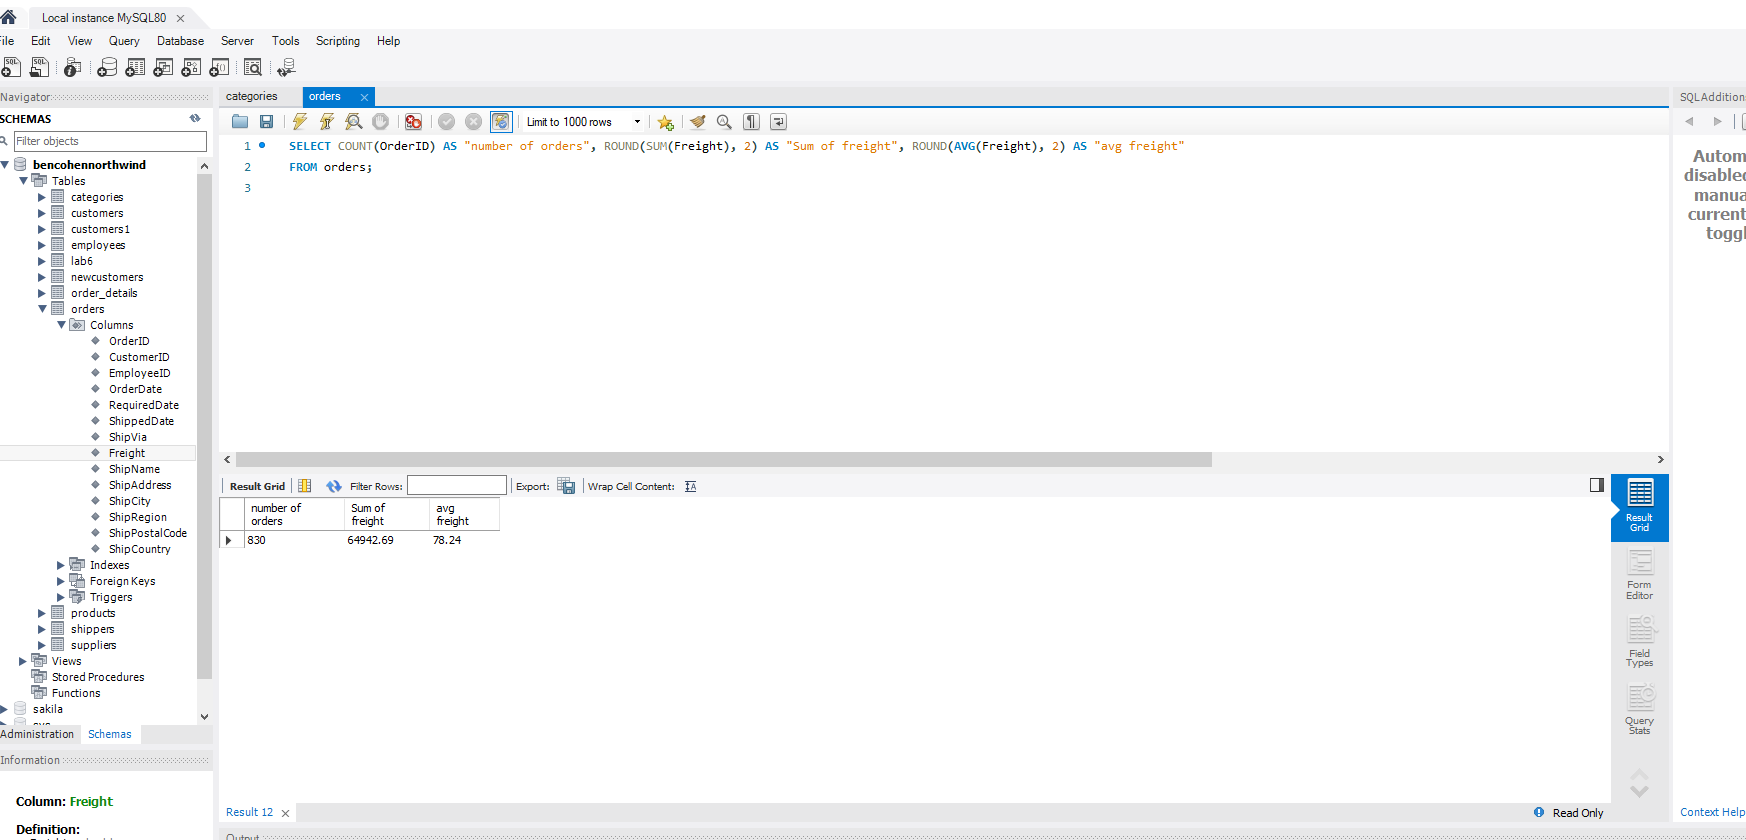 Local instance MySQL80
File Edit View Query Database Server Tools Scripting Help
Navigator
SCHEMAS
Filter objects
bencohennorthwind
Tables
categories
customers
customers1
employees
lab6
newcustomers
order_details
orders
Columns
OrderID
CustomerID
EmployeeID
OrderDate
RequiredDate
ShippedDate
ShipVia
Freight
ShipName
ShipAddress
ShipCity
ShipRegion
ShipPostalCode
ShipCountry
Indexes
Foreign Keys
Triggers
products
shippers
suppliers
Views
Stored Procedures
Functions
sakila
sys
Administration Schemas
Information
Column: Freight
Definition:
categories orders
Limit to 1000 rows
1 SELECT COUNT(OrderID) AS "number of orders", ROUND(SUM(Freight), 2) AS "Sum of freight", ROUND(AVG(Freight), 2) AS "avg freight"
2 FROM orders;
3
Result Grid Filter Rows: Export: Wrap Cell Content:
number of orders Sum of freight avg freight
830 64942.69 78.24
Result Grid
Form Editor
Field Types
Query Stats
Result 12 Read Only
Output
SQLAddition
Autom
disabled
manua
current
toggl
Context Help